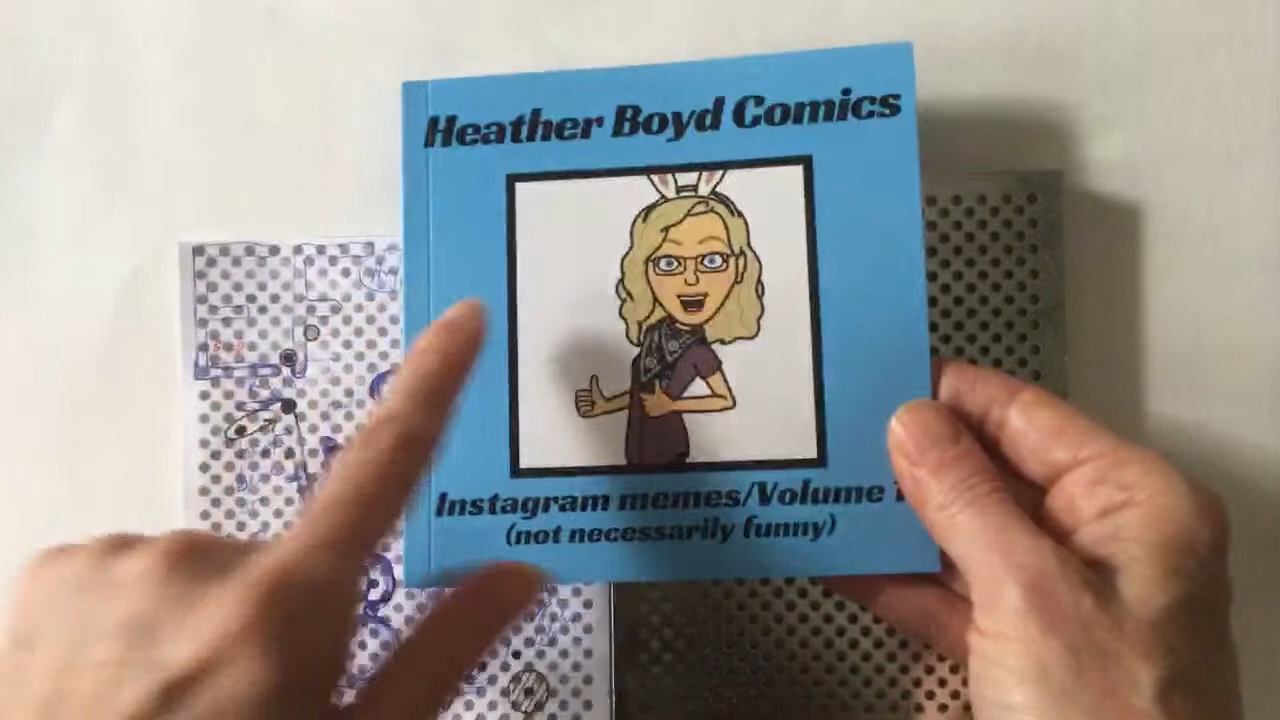 Heather Boyd Comics
Instagram memes/Volume
(not necessarily funny)